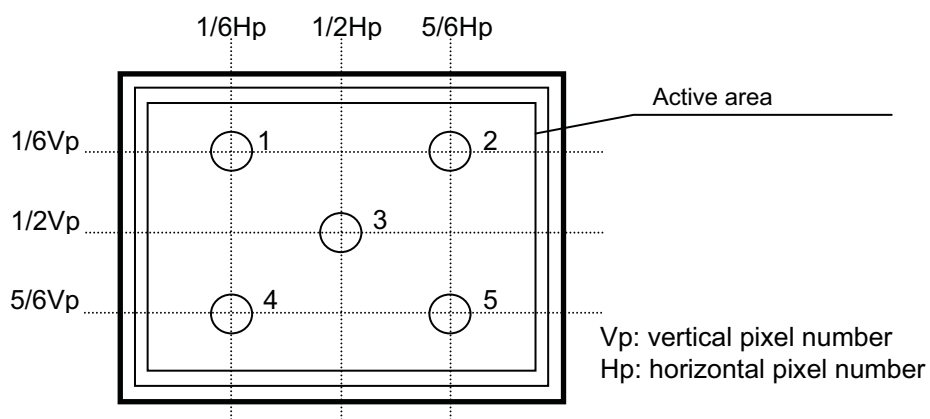 1/6Hp 1/2Hp 5/6Hp
Active area
1/6Vp 1 2
1/2Vp 3
5/6Vp 4 5
Vp: vertical pixel number
Hp: horizontal pixel number